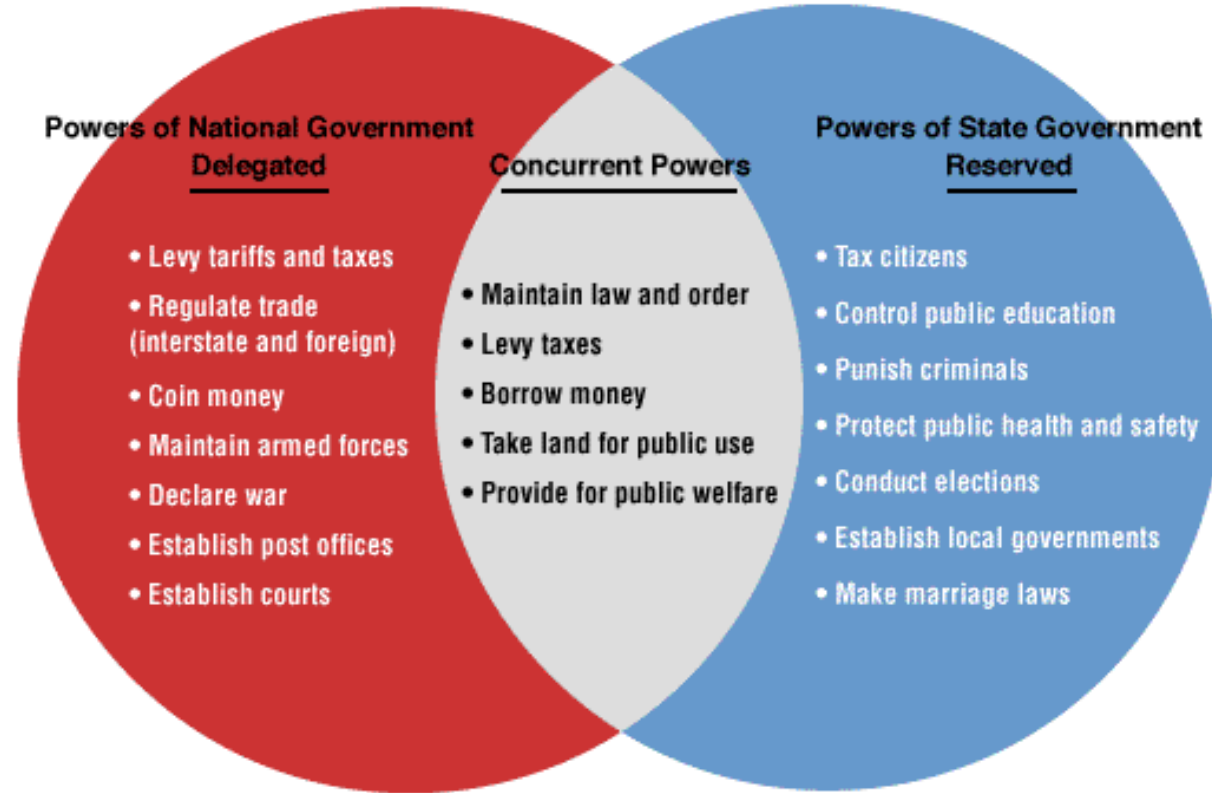 Powers of National Government
Delegated
• Levy tariffs and taxes
• Regulate trade
(interstate and foreign)
• Coin money
• Maintain armed forces
• Declare war
• Establish post offices
• Establish courts
Concurrent Powers
• Maintain law and order
• Levy taxes
• Borrow money
• Take land for public use
• Provide for public welfare
Powers of State Government
Reserved
• Tax citizens
• Control public education
• Punish criminals
• Protect public health and safety
• Conduct elections
• Establish local governments
• Make marriage laws